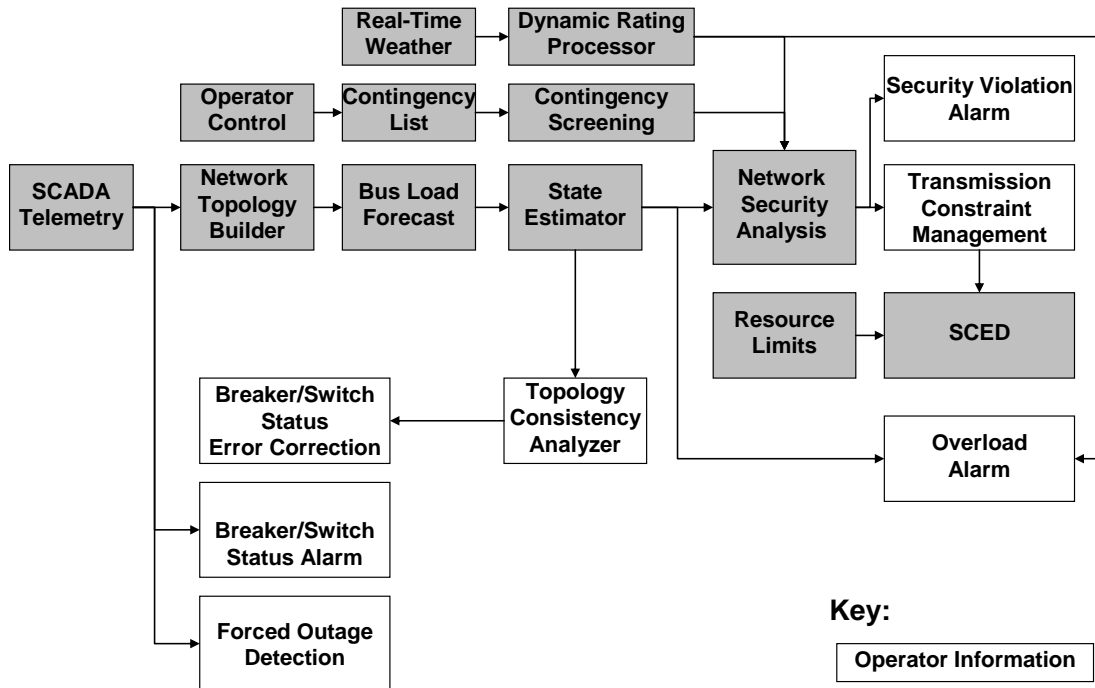 Real-Time
Weather
Dynamic Rating
Processor
Operator
Control
Contingency
List
Contingency
Screening
Security Violation
Alarm
SCADA
Telemetry
Network
Topology
Builder
Bus Load
Forecast
State
Estimator
Network
Security
Analysis
Transmission
Constraint
Management
Resource
Limits
SCED
Breaker/Switch
Status
Error Correction
Topology
Consistency
Analyzer
Overload
Alarm
Breaker/Switch
Status Alarm
Forced Outage
Detection
Key:
Operator Information